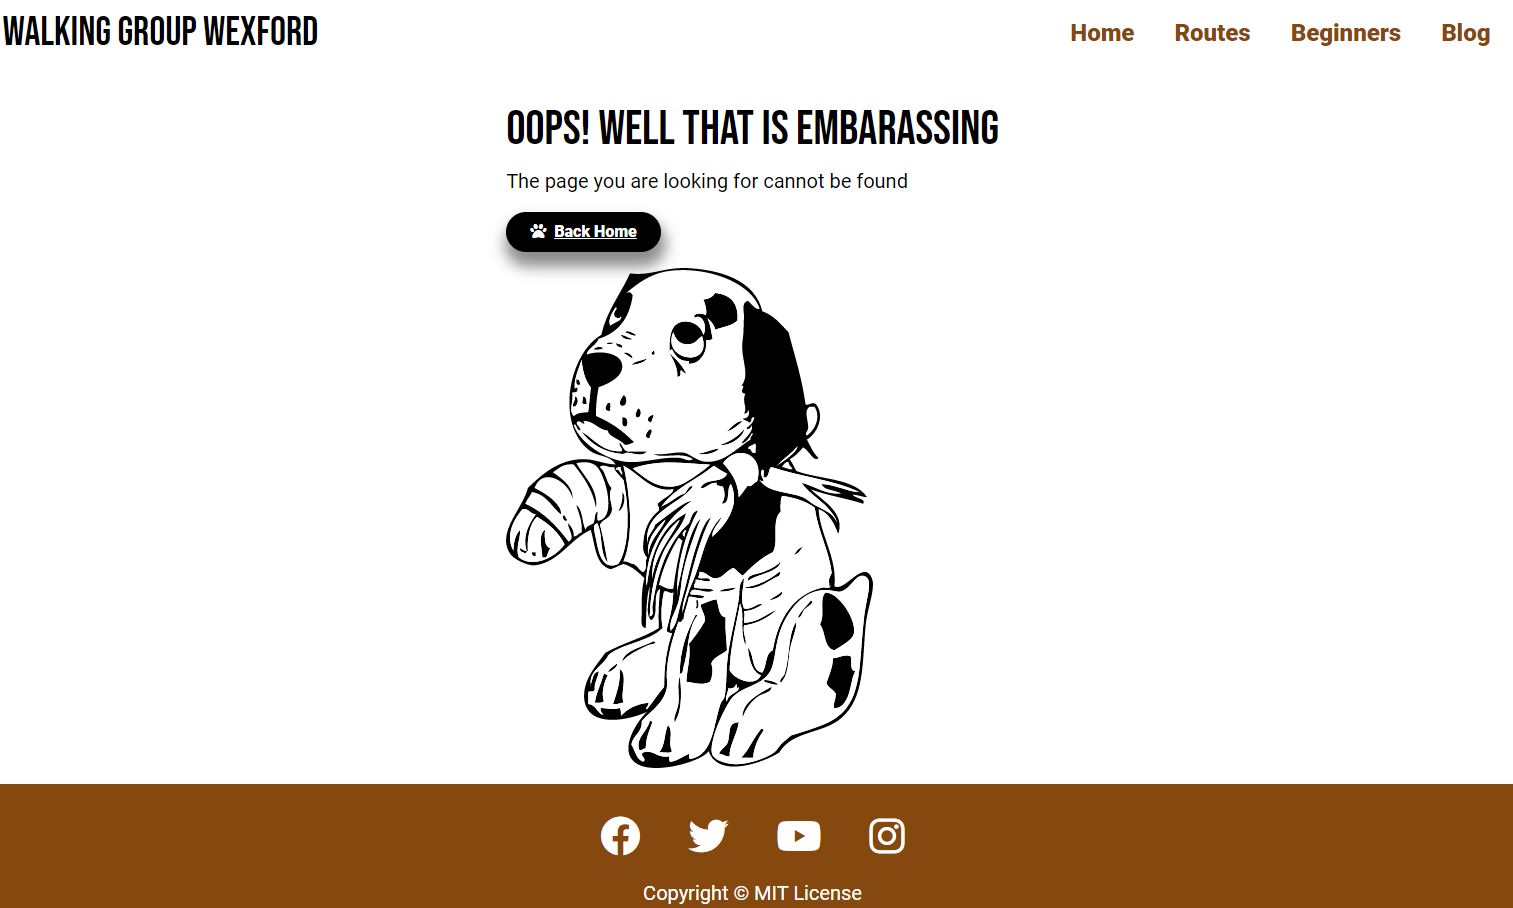 WALKING GROUP WEXFORD
Home Routes Beginners Blog
OOPS! WELL THAT IS EMBARASSING
The page you are looking for cannot be found
Back Home
Copyright © MIT License